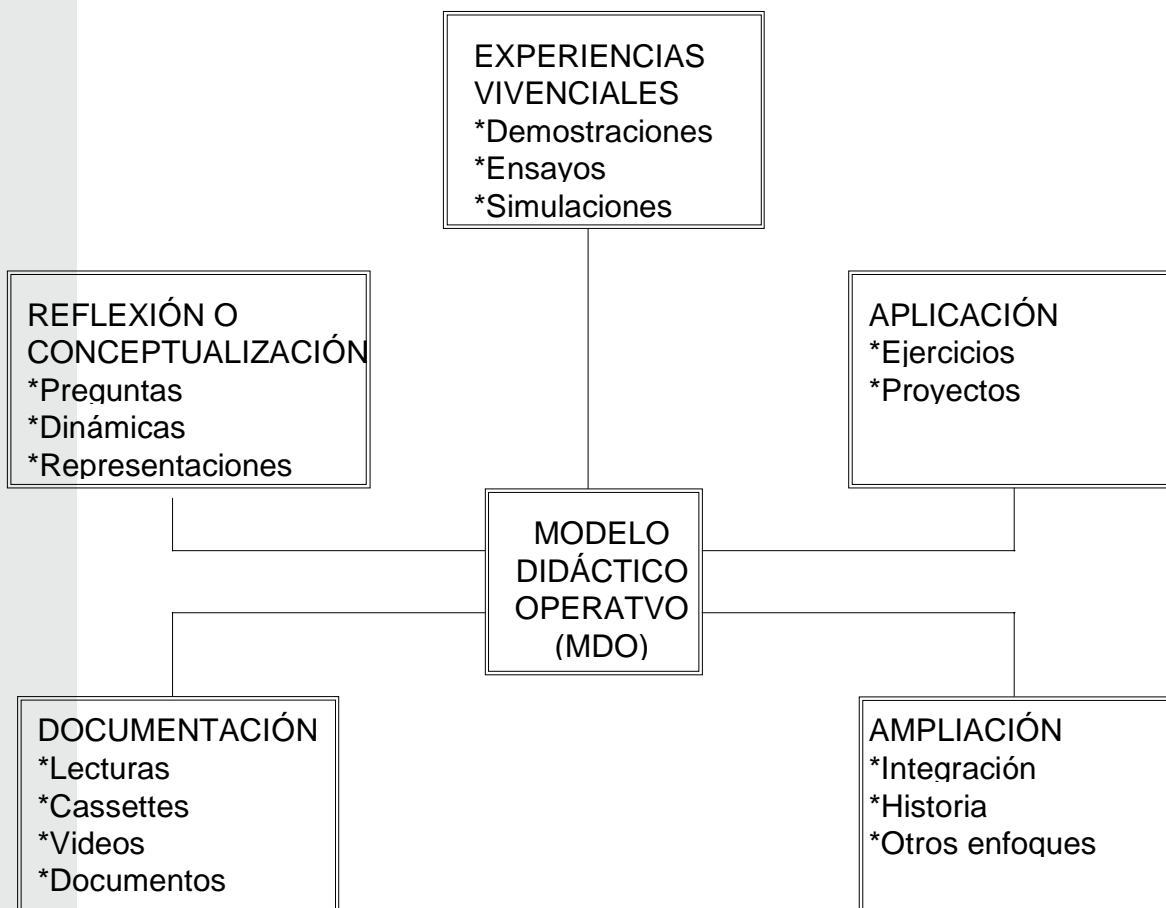 EXPERIENCIAS
VIVENCIALES
*Demostraciones
*Ensayos
*Simulaciones
REFLEXIÓN O
CONCEPTUALIZACIÓN
*Preguntas
*Dinámicas
*Representaciones
APLICACIÓN
*Ejercicios
*Proyectos
MODELO
DIDÁCTICO
OPERATVO
(MDO)
DOCUMENTACIÓN
*Lecturas
*Cassettes
*Videos
*Documentos
AMPLIACIÓN
*Integración
*Historia
*Otros enfoques